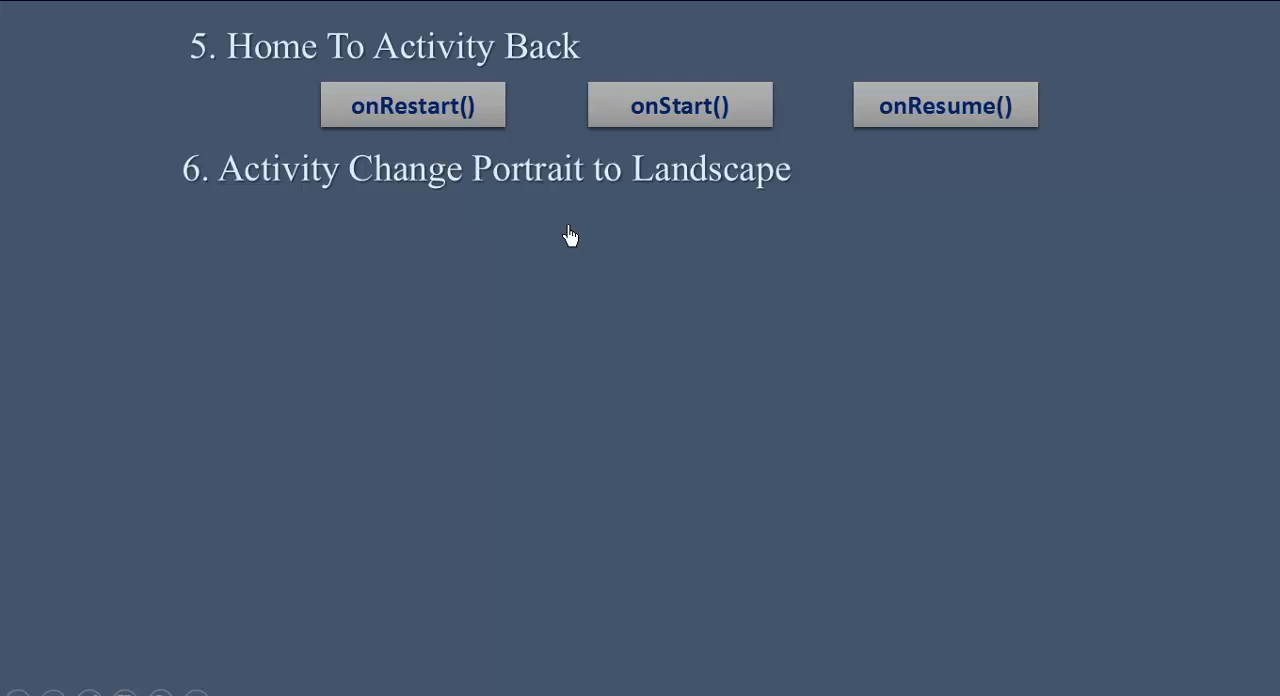 5. Home To Activity Back
onRestart() onStart() onResume()
6. Activity Change Portrait to Landscape